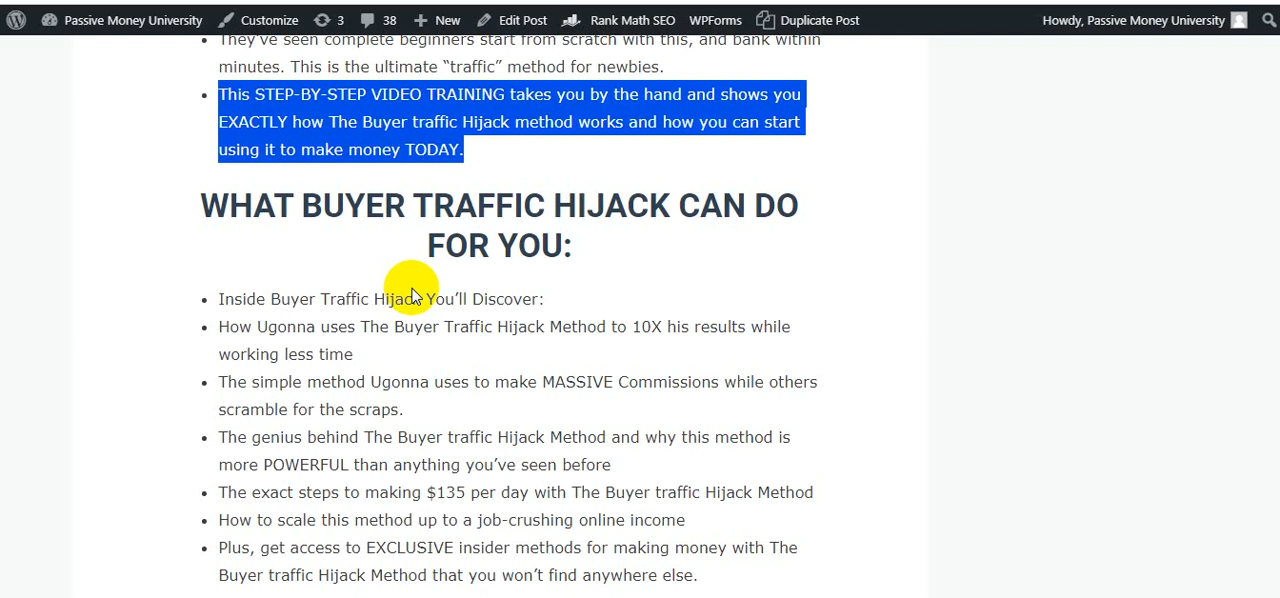 Passive Money University Customize 3 38 New Edit Post Rank Math SEO WPForms Duplicate Post Howdy, Passive Money University
They've seen complete beginners start from scratch with this, and bank within
minutes. This is the ultimate “traffic” method for newbies.
This STEP-BY-STEP VIDEO TRAINING takes you by the hand and shows you
EXACTLY how The Buyer traffic Hijack method works and how you can start
using it to make money TODAY.
WHAT BUYER TRAFFIC HIJACK CAN DO
FOR YOU:
Inside Buyer Traffic Hijack You’ll Discover:
How Ugonna uses The Buyer Traffic Hijack Method to 10X his results while
working less time
The simple method Ugonna uses to make MASSIVE Commissions while others
scramble for the scraps.
The genius behind The Buyer traffic Hijack Method and why this method is
more POWERFUL than anything you’ve seen before
The exact steps to making $135 per day with The Buyer traffic Hijack Method
How to scale this method up to a job-crushing online income
Plus, get access to EXCLUSIVE insider methods for making money with The
Buyer traffic Hijack Method that you won’t find anywhere else.